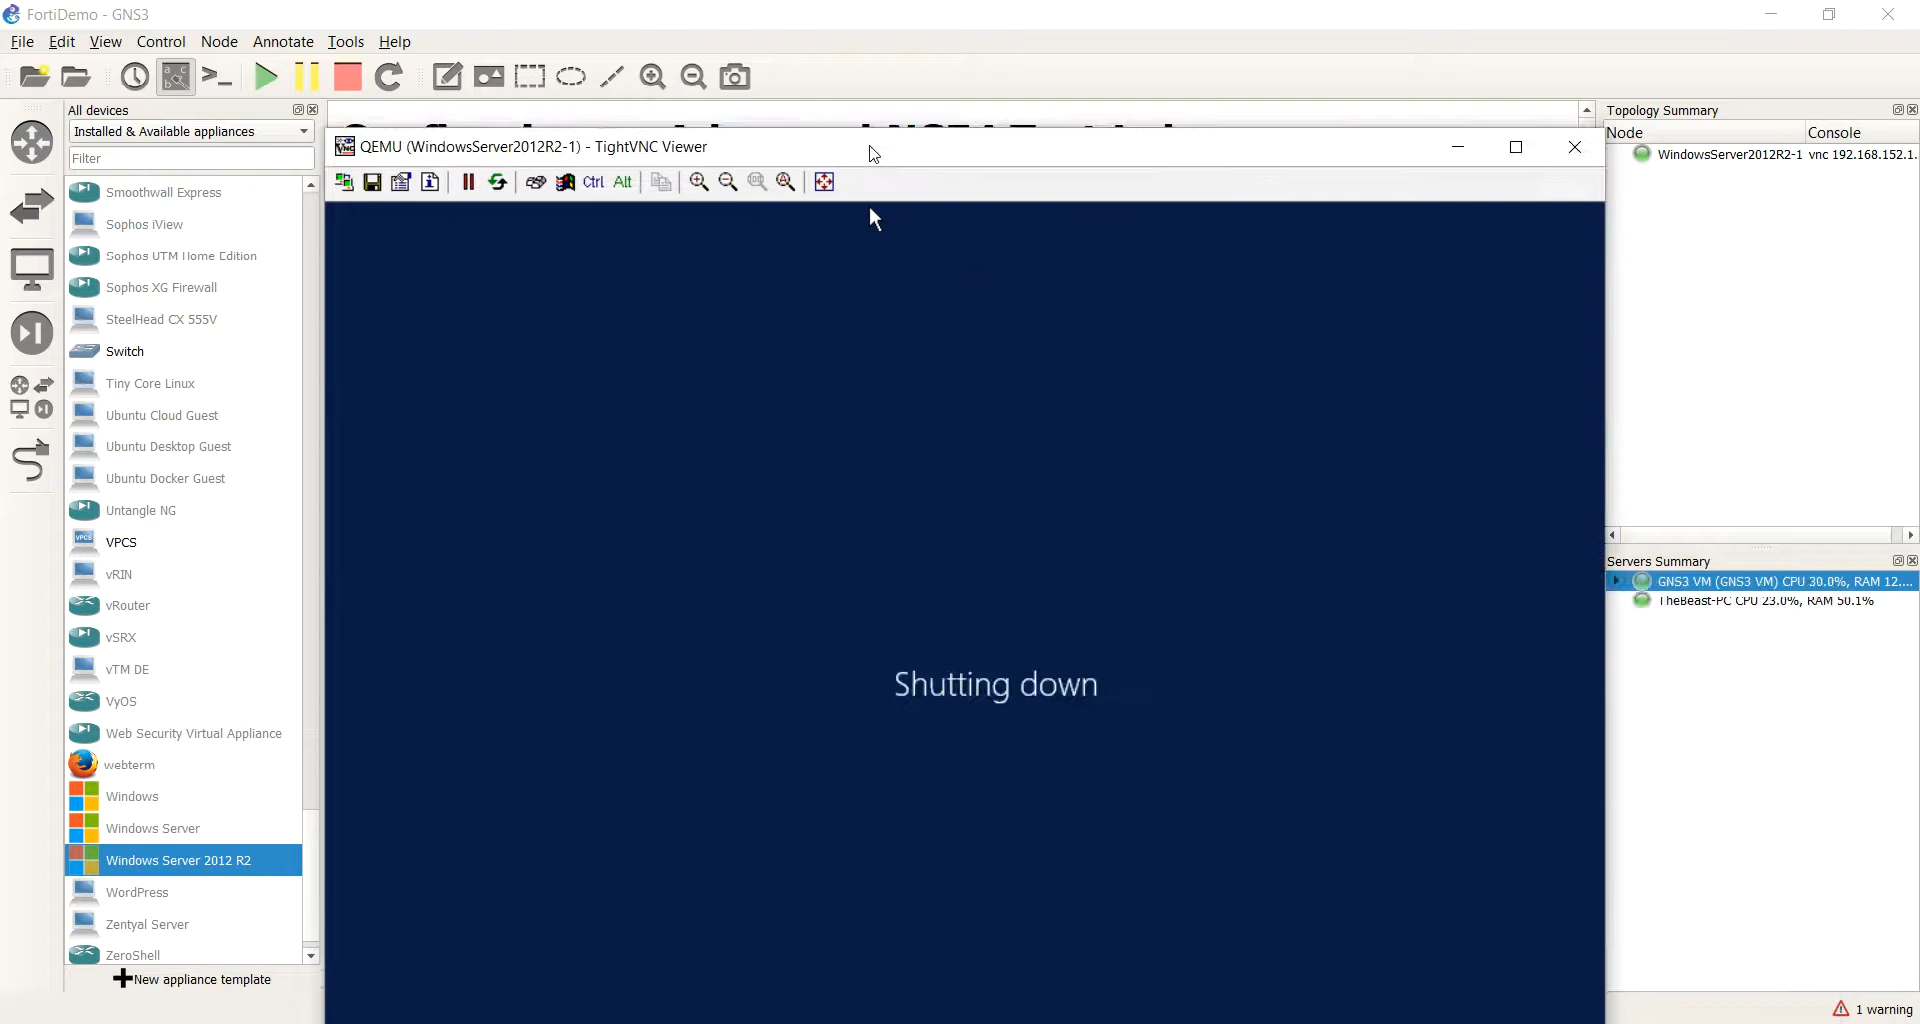 FortiDemo - GNS3
File Edit View Control Node Annotate Tools Help
All devices
Installed & Available appliances
Filter
Smoothwall Express
Sophos iView
Sophos UTM Home Edition
Sophos XG Firewall
SteelHead CX 555V
Switch
Tiny Core Linux
Ubuntu Cloud Guest
Ubuntu Desktop Guest
Ubuntu Docker Guest
Untangle NG
VPCS
vRIN
vRouter
vSRX
vTM DE
VyOS
Web Security Virtual Appliance
webterm
Windows
Windows Server
Windows Server 2012 R2
WordPress
Zentyal Server
ZeroShell
New appliance template
QEMU (WindowsServer2012R2-1) - TightVNC Viewer
Ctrl Alt
Shutting down
Topology Summary
Node Console
WindowsServer2012R2-1 vnc 192.168.152.1.
Servers Summary
GNS3 VM (GNS3 VM) CPU 30.0%, RAM 12....
TheBeast-PC CPU 23.0%, RAM 50.1%
1 warning